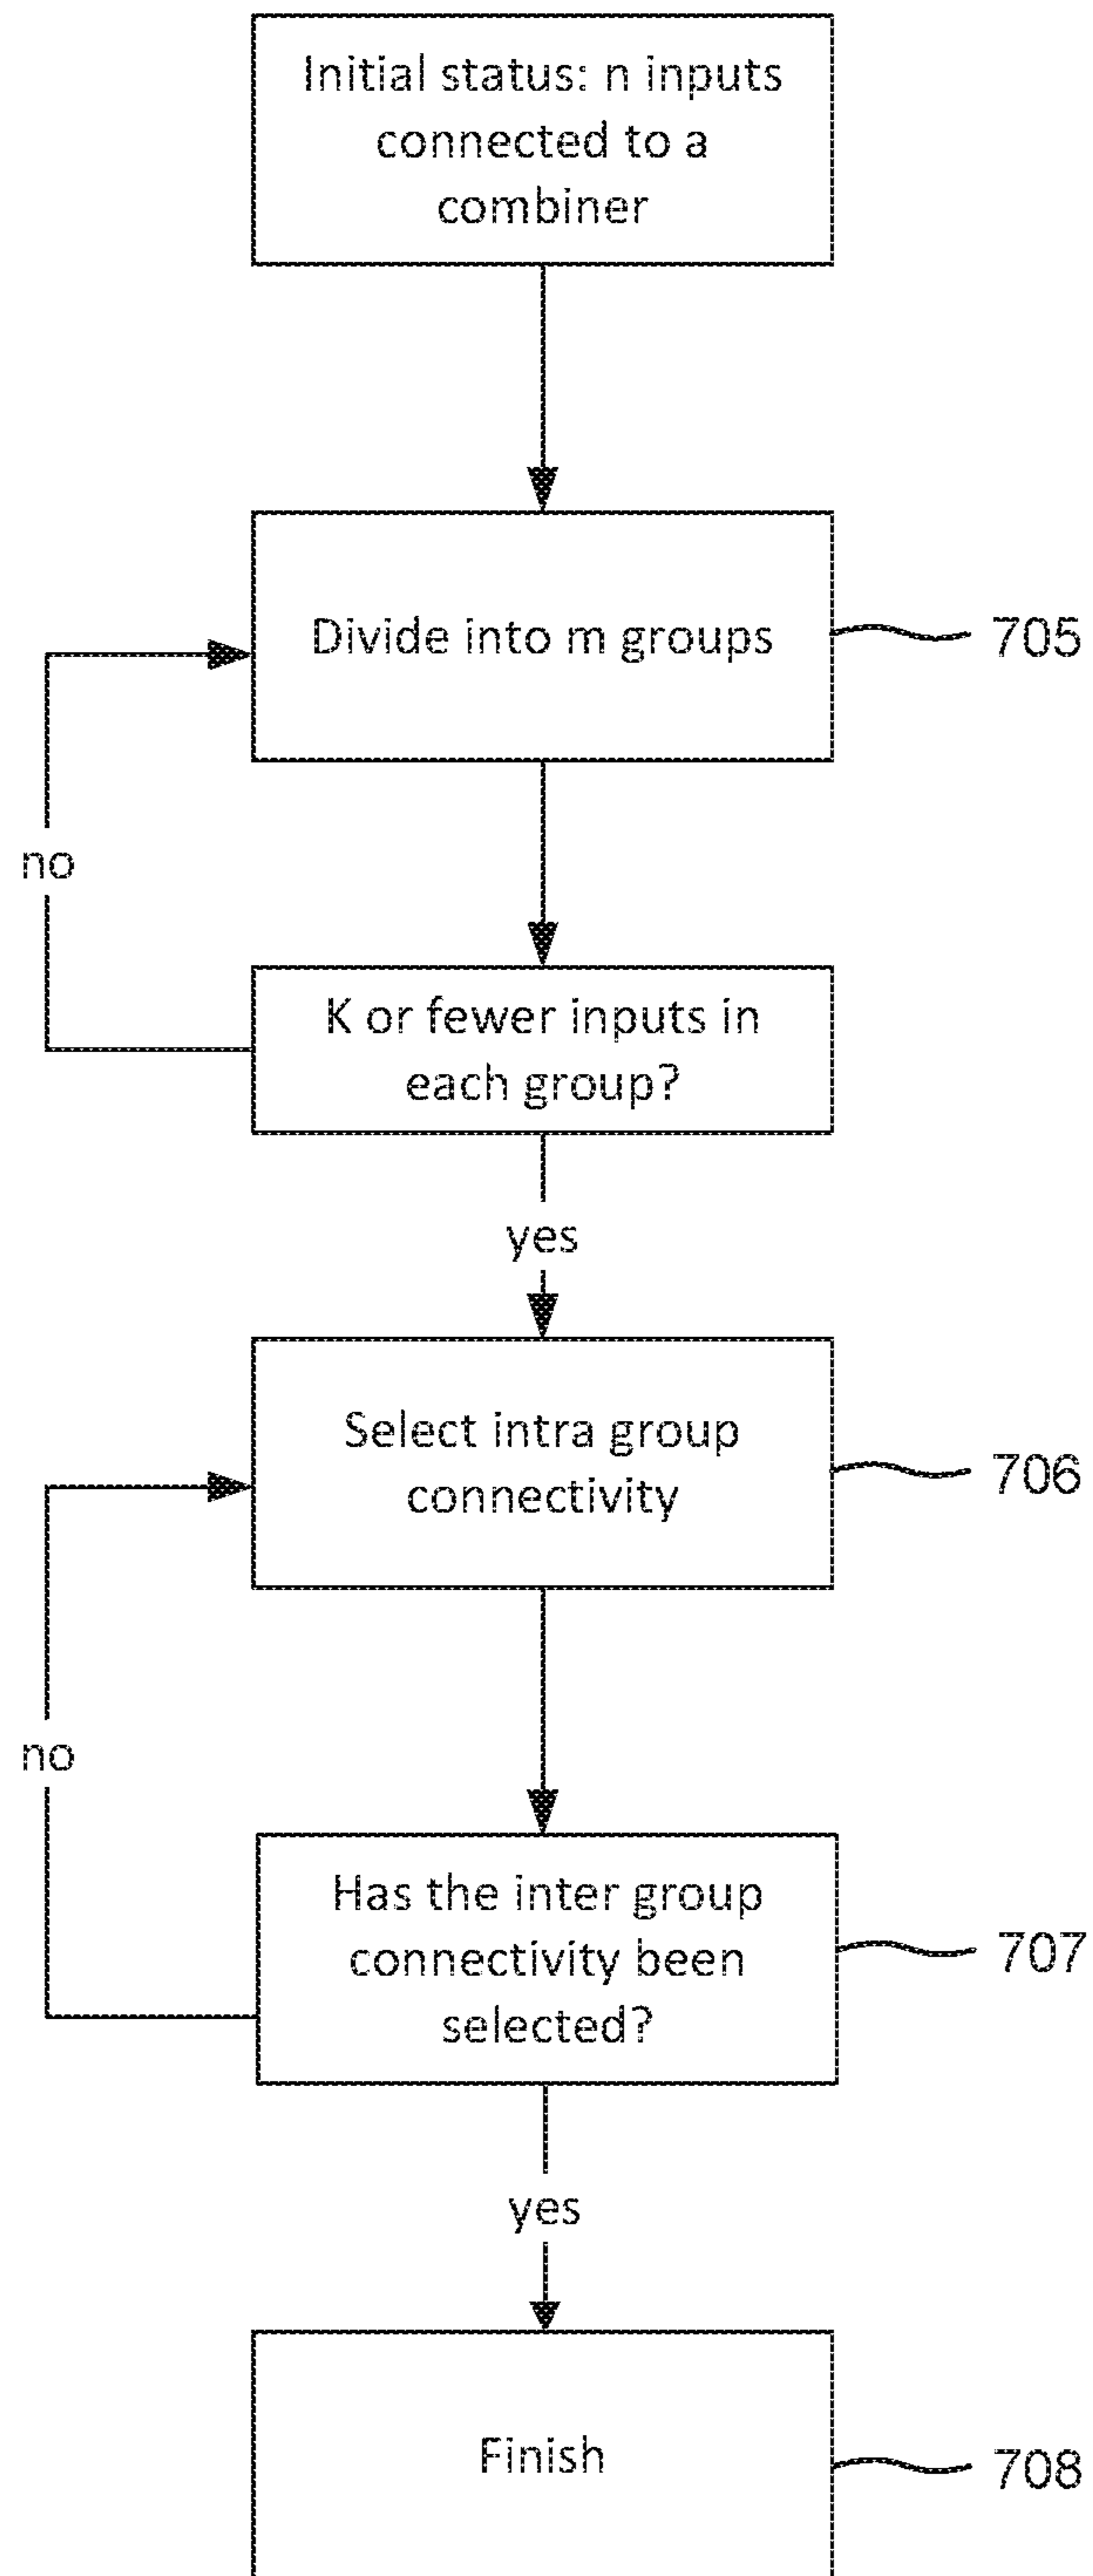 Initial status: n inputs
connected to a
combiner
Divide into m groups
705
no
K or fewer inputs in
each group?
yes
Select intra group
connectivity
706
no
Has the inter group
connectivity been
selected?
707
yes
Finish
708